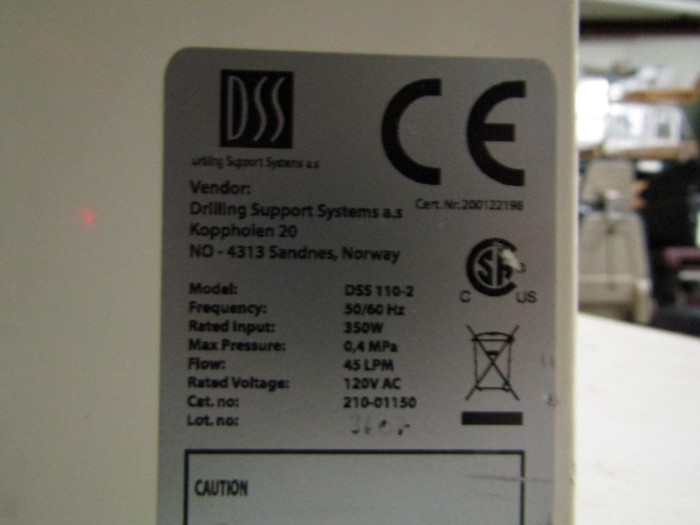 DSS
Drilling Support Systems a.s
CE
Vendor:
Drilling Support Systems a.s
Cert. Nr: 200122198
Koppholen 20
NO - 4313 Sandnes, Norway
C US
Model: DSS 110-2
Frequency: 50/60 Hz
Rated Input: 350W
Max Pressure: 0,4 MPa
Flow: 45 LPM
Rated Voltage: 120V AC
Cat. no: 210-01150
Lot. no:
CAUTION